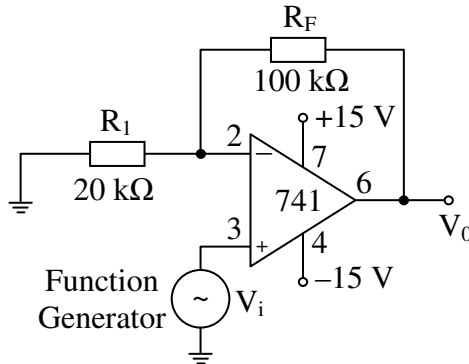 R_F
100 kΩ
+15 V
R_1
2
−
7
6
20 kΩ
741
V_0
3
+
4
−15 V
Function
Generator
~
V_i